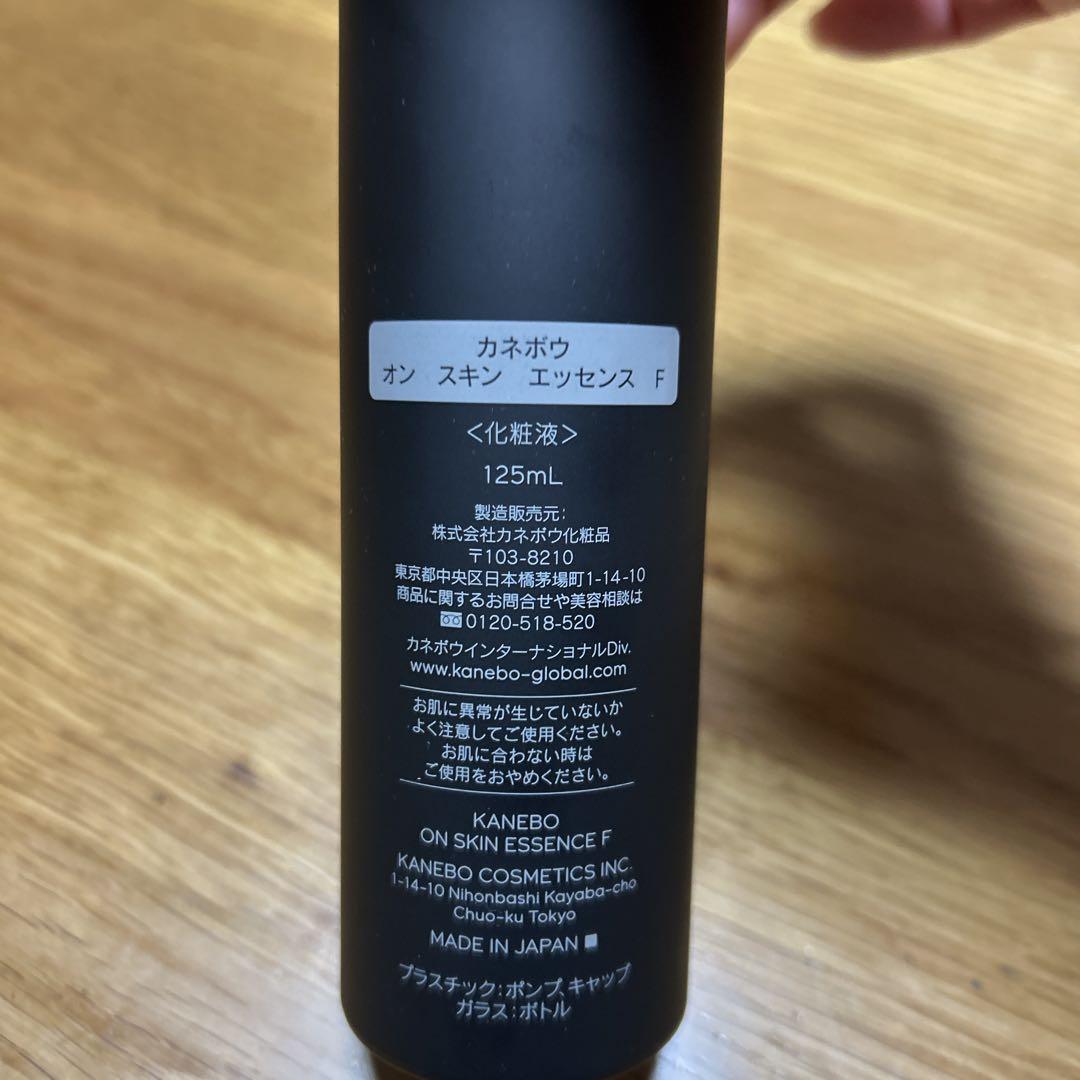 カネボウ
オン スキン エッセンス F
<化粧液>
125mL
製造販売元:
株式会社カネボウ化粧品
〒103-8210
東京都中央区日本橋茅場町1-14-10
商品に関するお問合せや美容相談は
0120-518-520
カネボウインターナショナルDiv.
www.kanebo-global.com
お肌に異常が生じていないか
よく注意してご使用ください。
お肌に合わない時は
ご使用をおやめください。
KANEBO
ON SKIN ESSENCE F
KANEBO COSMETICS INC.
1-14-10 Nihonbashi Kayaba-cho
Chuo-ku Tokyo
MADE IN JAPAN
プラスチック:ポンプ、キャップ
ガラス:ボトル